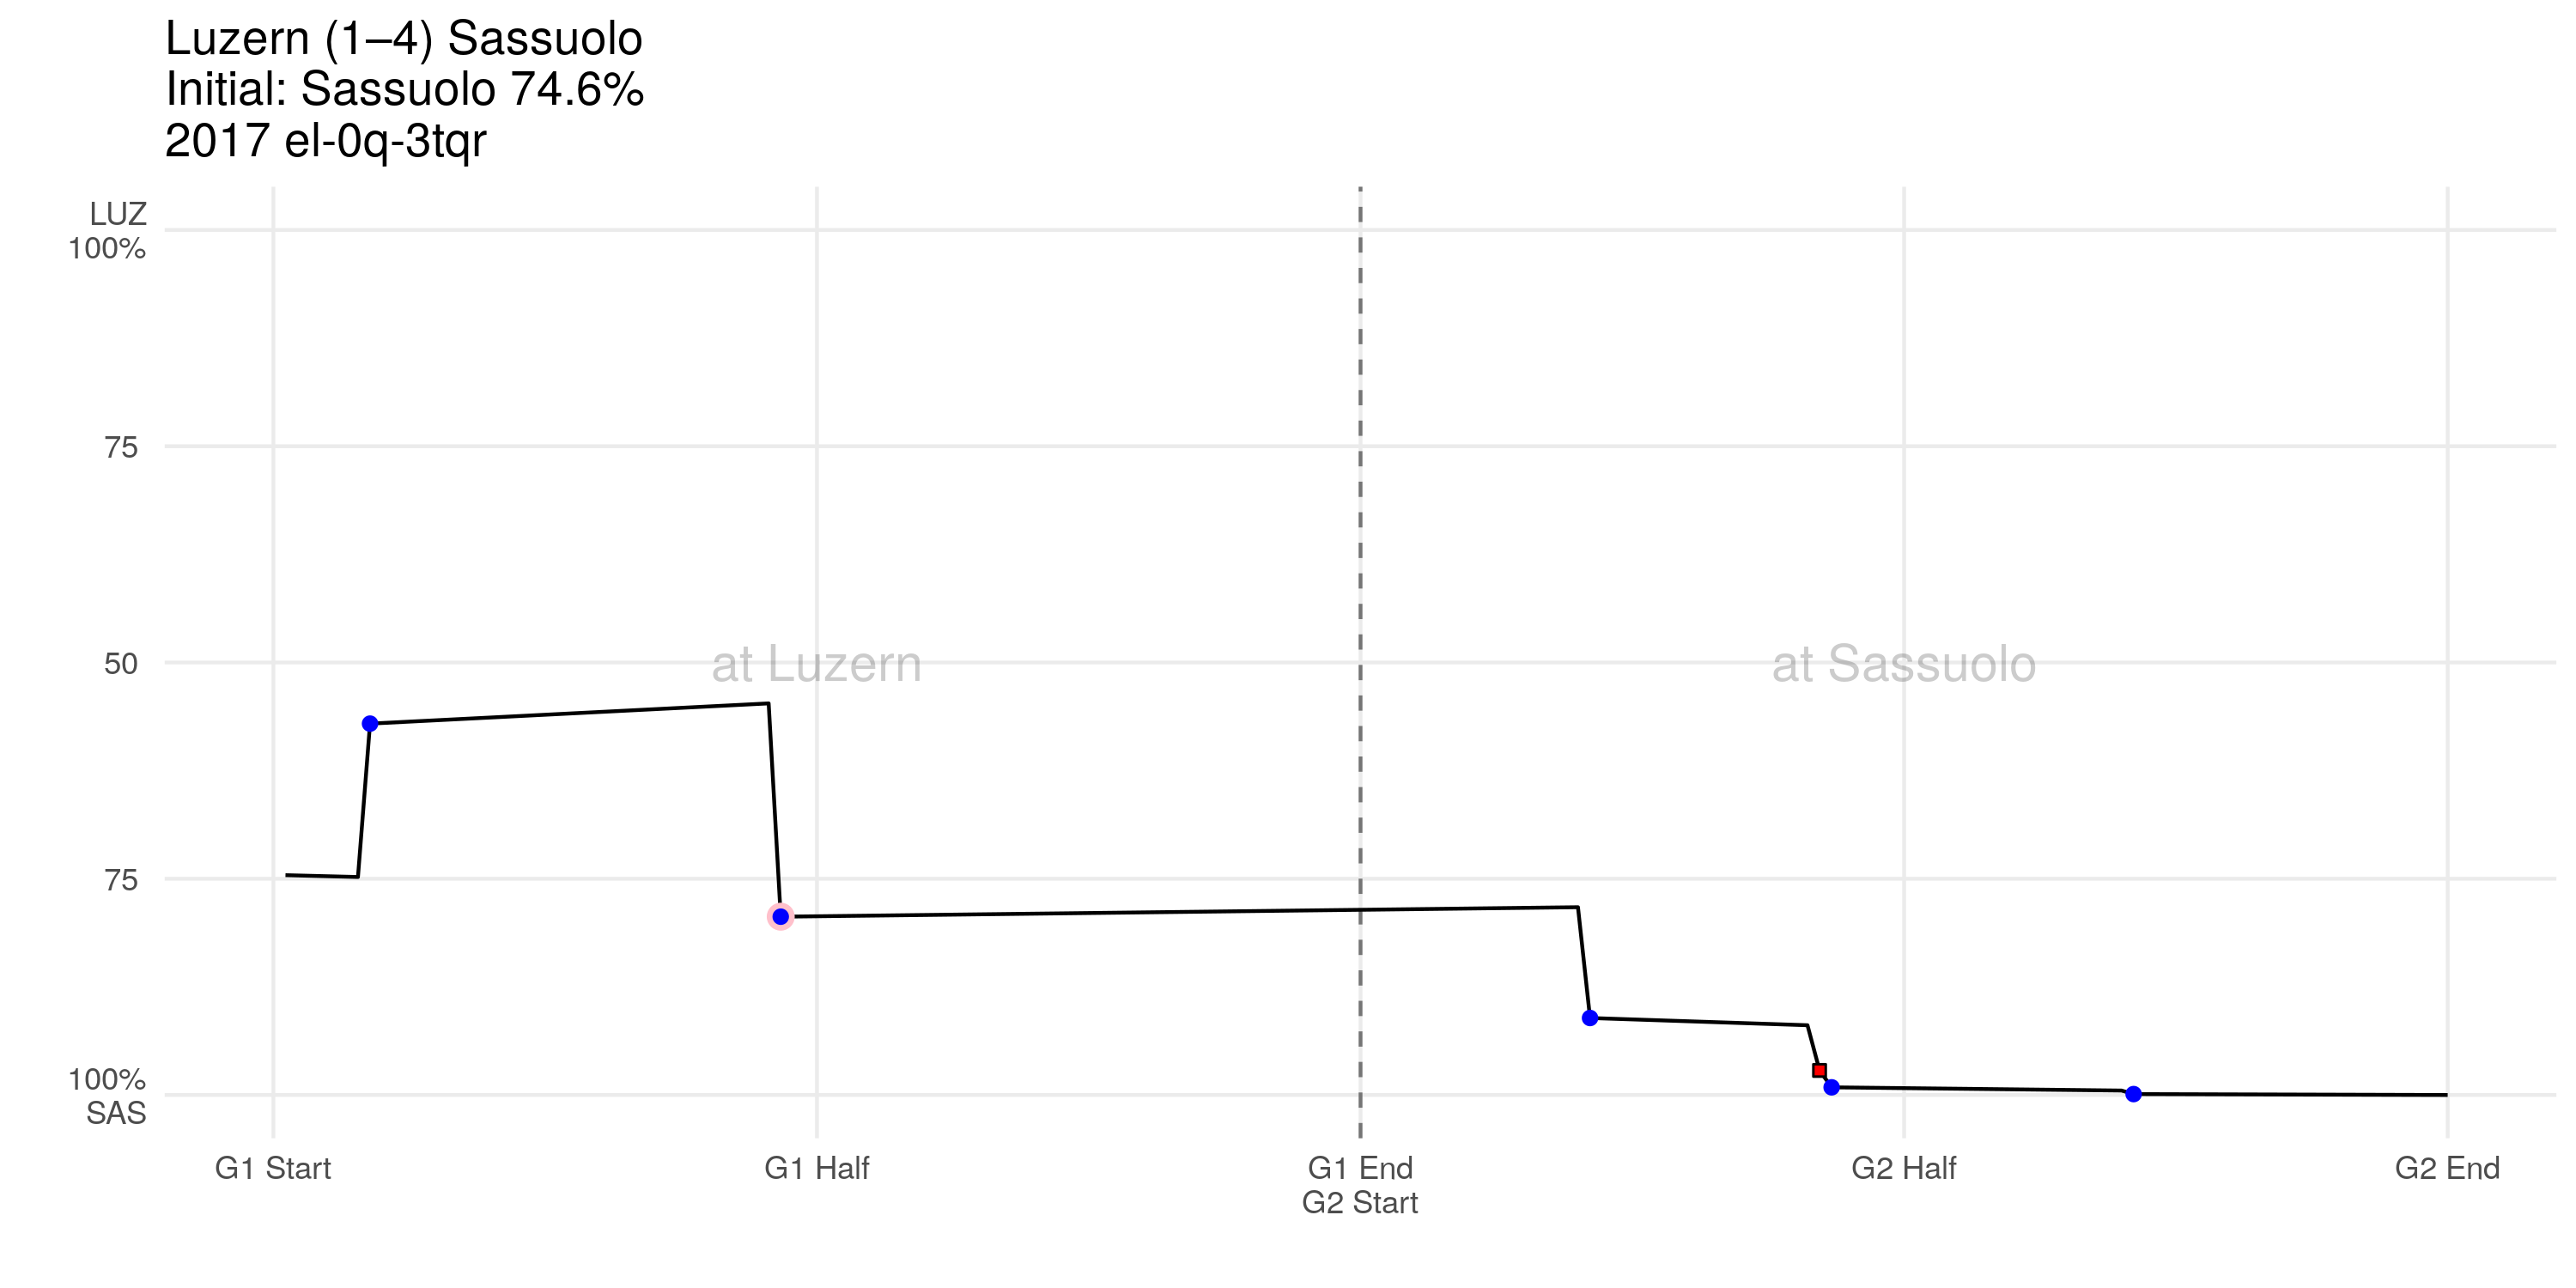 Luzern (1–4) Sassuolo
Initial: Sassuolo 74.6%
2017 el-0q-3tqr
LUZ
100%
75
50
75
100%
SAS
at Luzern
at Sassuolo
G1 Start
G1 Half
G1 End
G2 Start
G2 Half
G2 End